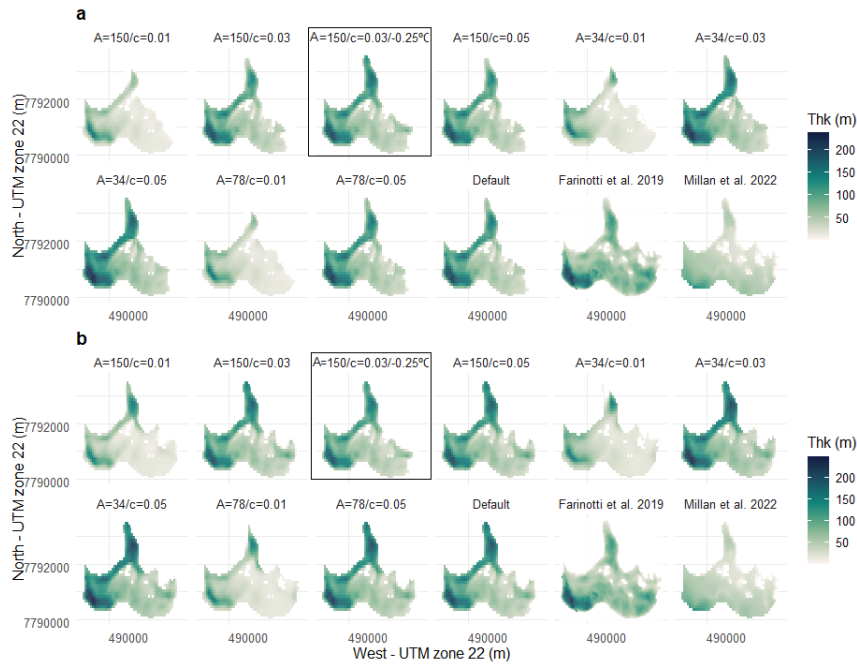 a
A=150/c=0.01 A=150/c=0.03 A=150/c=0.03/-0.25ºC A=150/c=0.05 A=34/c=0.01 A=34/c=0.03
7792000
7790000
Thk (m)
200
150
100
50
A=34/c=0.05 A=78/c=0.01 A=78/c=0.05 Default Farinotti et al. 2019 Millan et al. 2022
7792000
7790000
490000 490000 490000 490000 490000 490000
North - UTM zone 22 (m)
b
A=150/c=0.01 A=150/c=0.03 A=150/c=0.03/-0.25ºC A=150/c=0.05 A=34/c=0.01 A=34/c=0.03
7792000
7790000
Thk (m)
200
150
100
50
A=34/c=0.05 A=78/c=0.01 A=78/c=0.05 Default Farinotti et al. 2019 Millan et al. 2022
7792000
7790000
490000 490000 490000 490000 490000 490000
North - UTM zone 22 (m)
West - UTM zone 22 (m)